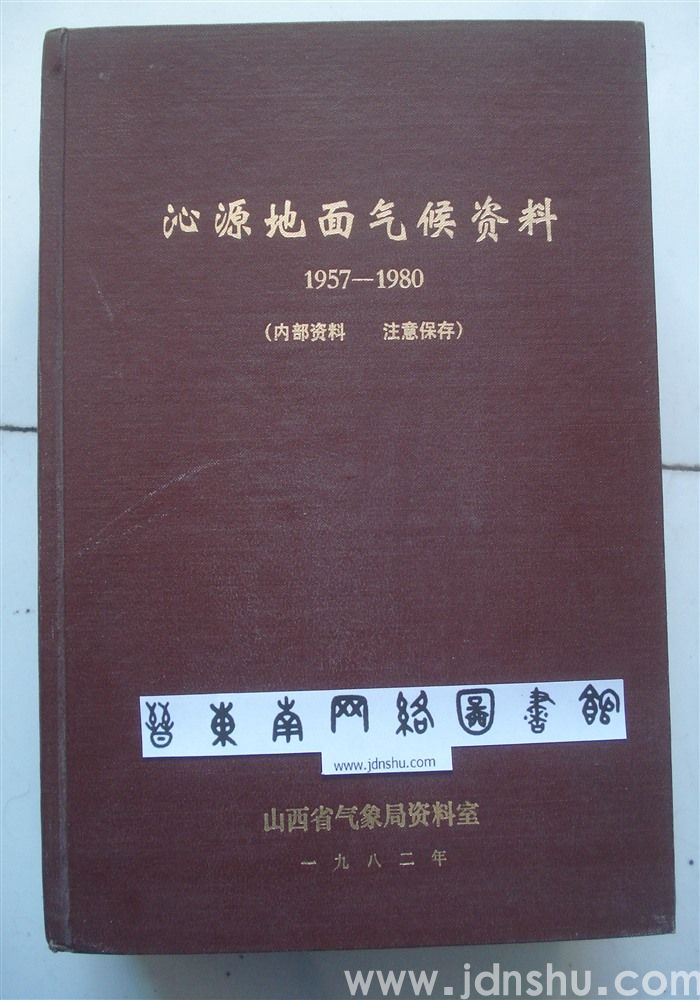 沁源地面气候资料
1957—1980
（内部资料　　注意保存）
晋東南网络圖書館
www.jdnshu.com
山西省气象局资料室
一九八二年
www.jdnshu.com